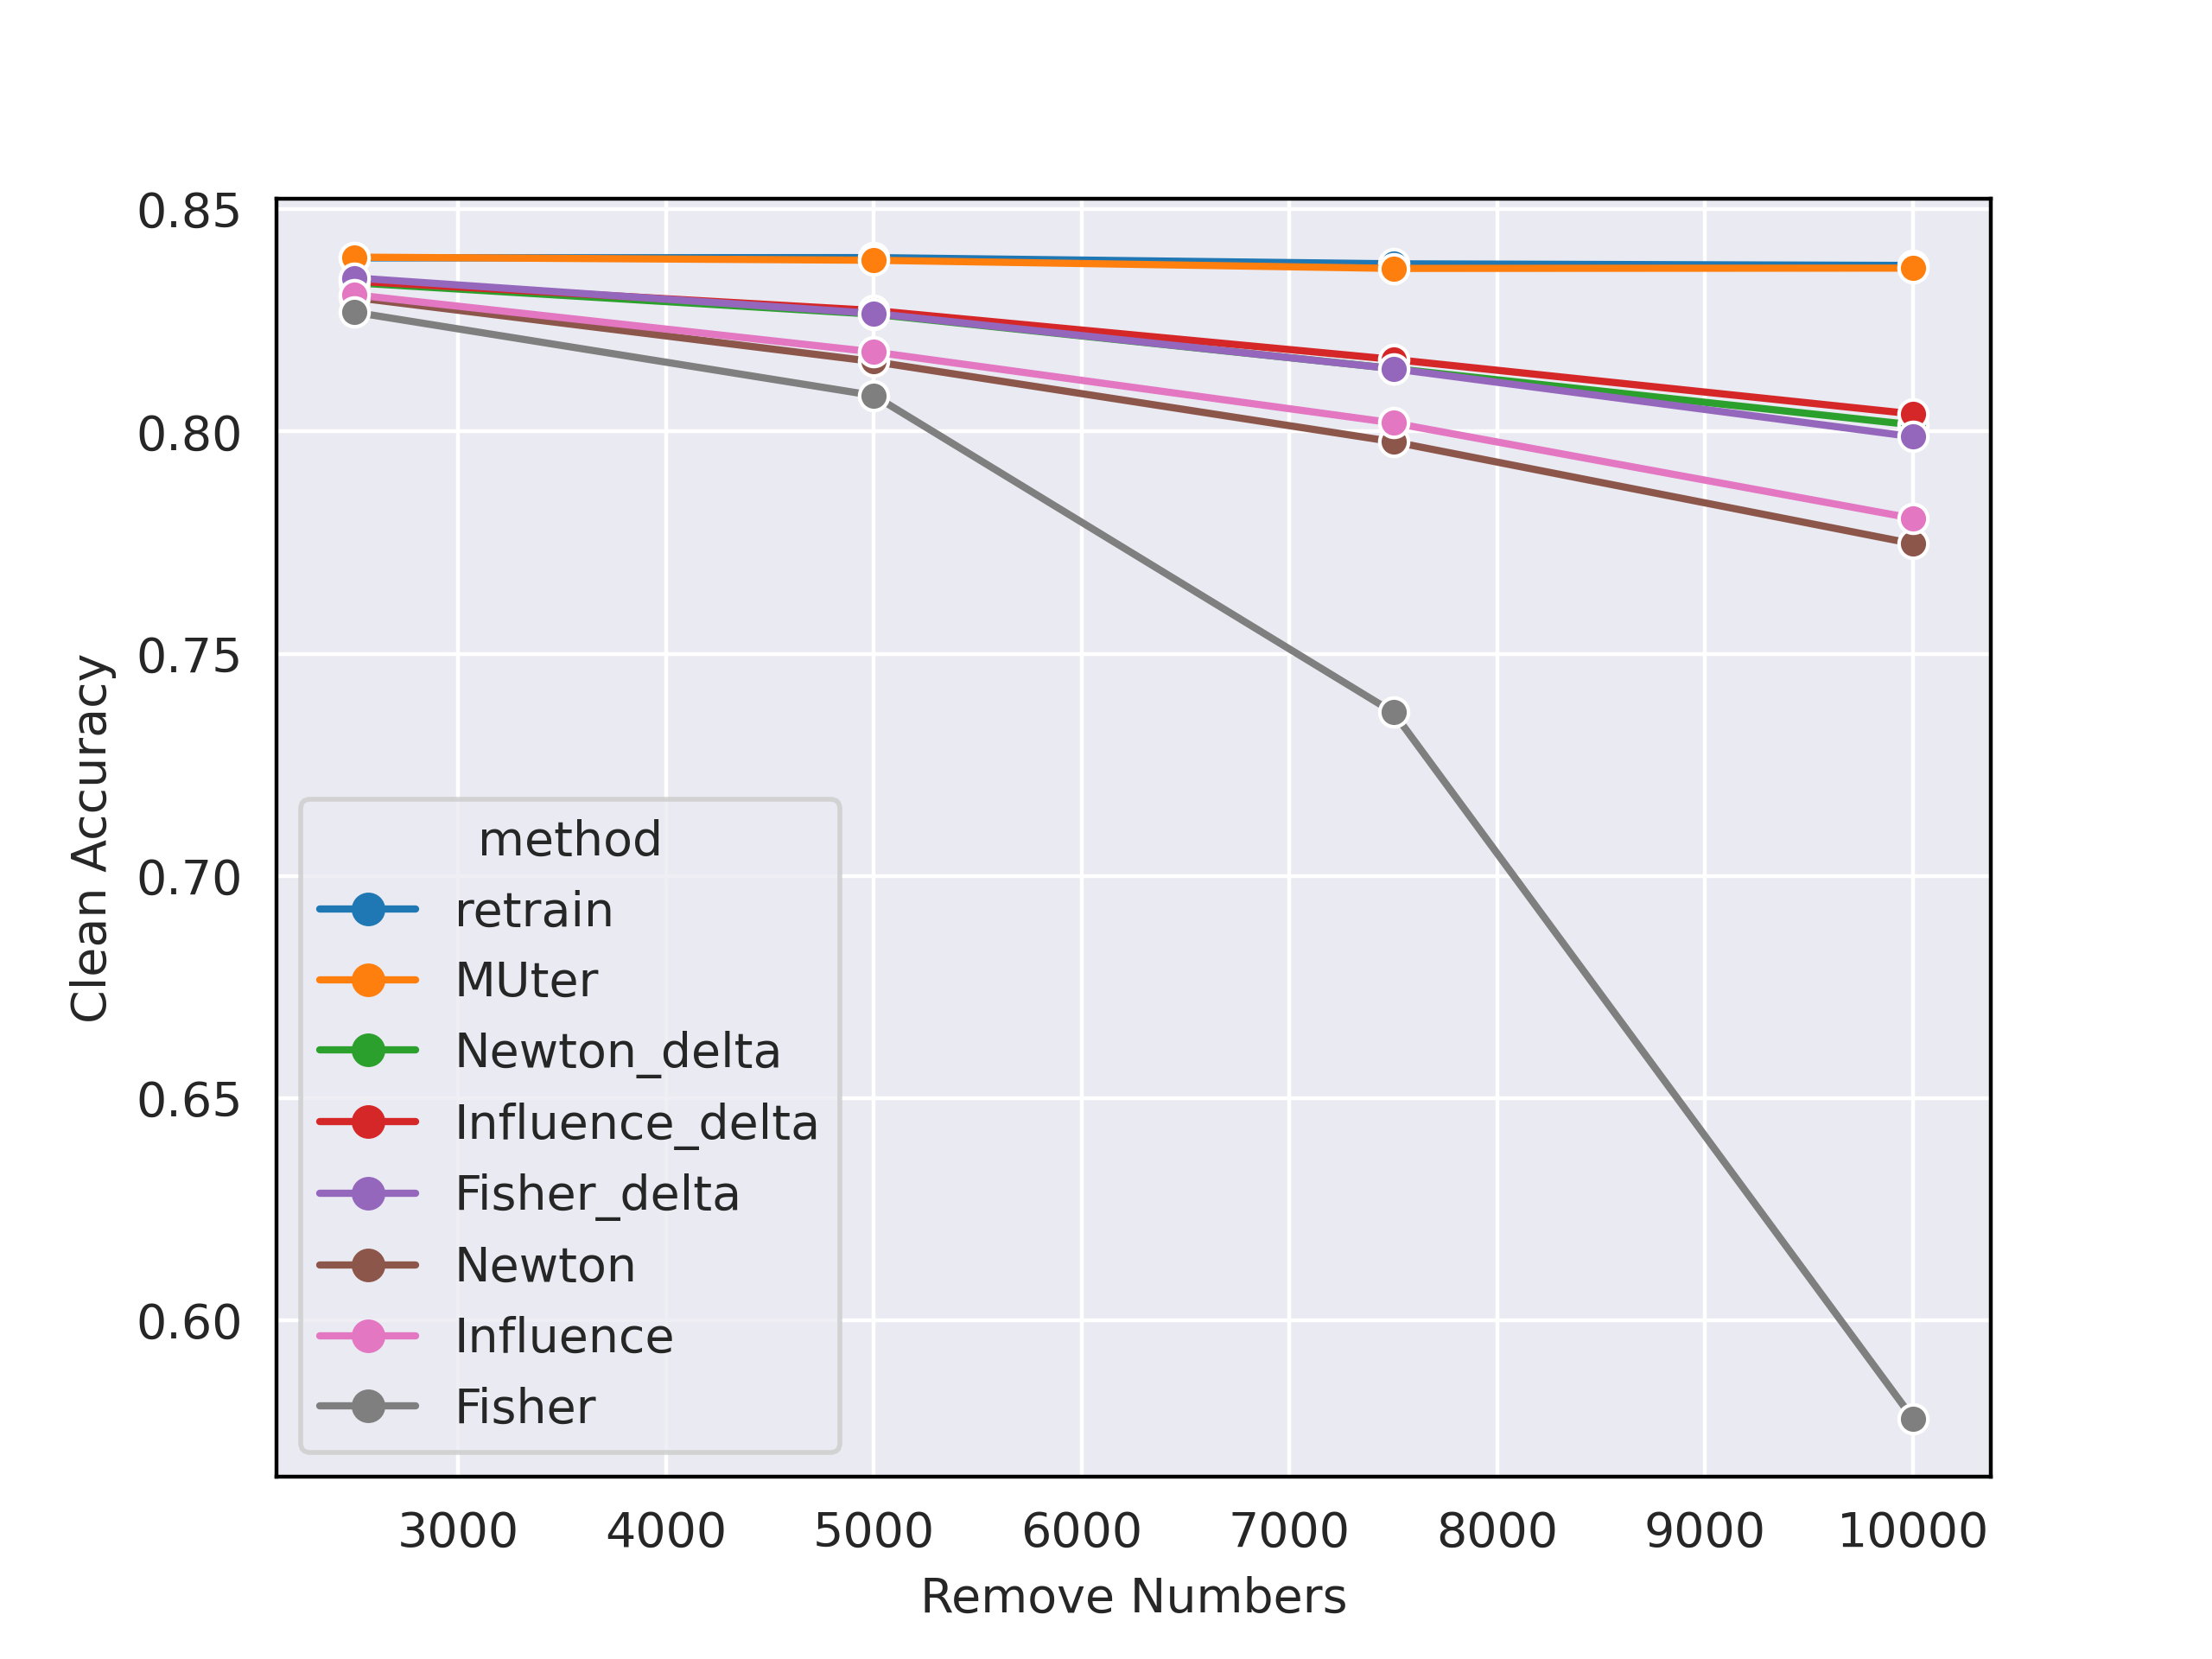 0.85
0.80
0.75
0.70
0.65
0.60
Clean Accuracy
method
retrain
MUter
Newton_delta
Influence_delta
Fisher_delta
Newton
Influence
Fisher
3000 4000 5000 6000 7000 8000 9000 10000
Remove Numbers